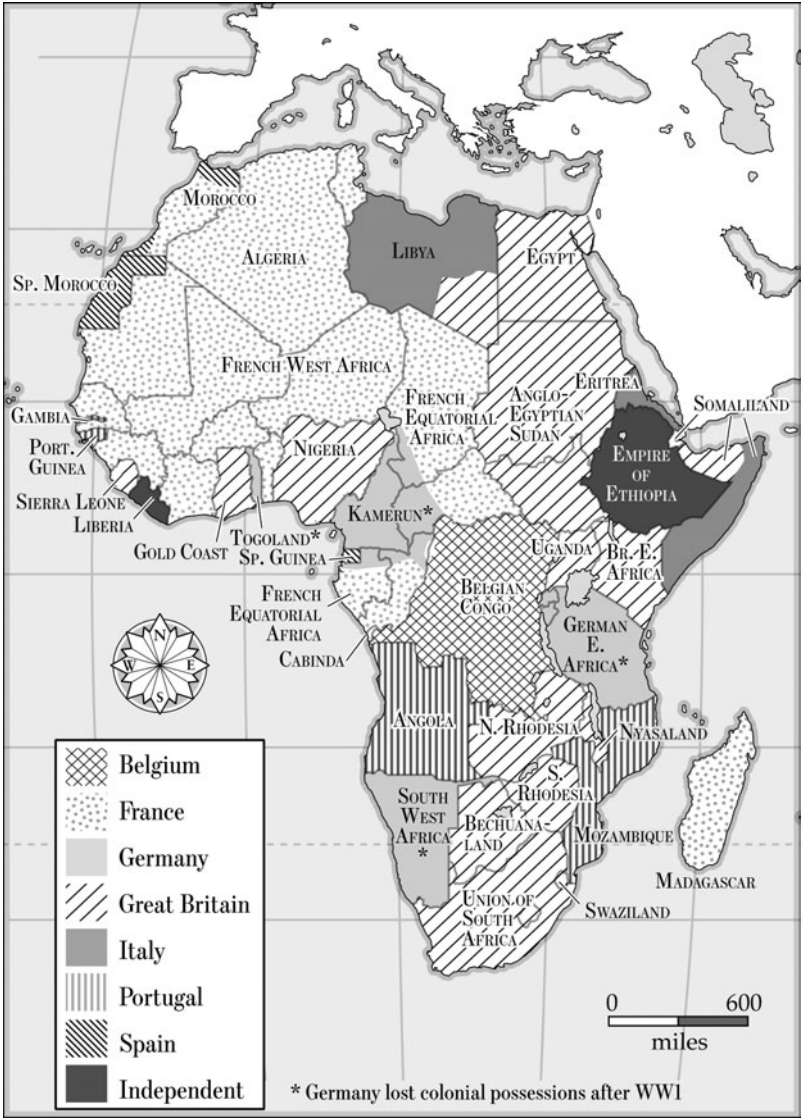 MOROCCO
ALGERIA
LIBYA
EGYPT
SP. MOROCCO
FRENCH WEST AFRICA
FRENCH
EQUATORIAL
AFRICA
ANGLO-
EGYPTIAN
SUDAN
ERITREA
SOMALILAND
GAMBIA
PORT.
GUINEA
NIGERIA
EMPIRE
OF
ETHIOPIA
SIERRA LEONE
LIBERIA
GOLD COAST
TOGOLAND*
KAMERUN*
SP. GUINEA
UGANDA
BR. E.
AFRICA
FRENCH
EQUATORIAL
AFRICA
BELGIAN
CONGO
GERMAN
E.
AFRICA*
CABINDA
N
W E
S
ANGOLA
N. RHODESIA
NYASALAND
SOUTH
WEST
AFRICA
*
S.
RHODESIA
BECHUANA-
LAND
MOZAMBIQUE
MADAGASCAR
UNION OF
SOUTH
AFRICA
SWAZILAND
Belgium
France
Germany
Great Britain
Italy
Portugal
Spain
Independent
0 600
miles
* Germany lost colonial possessions after WW1